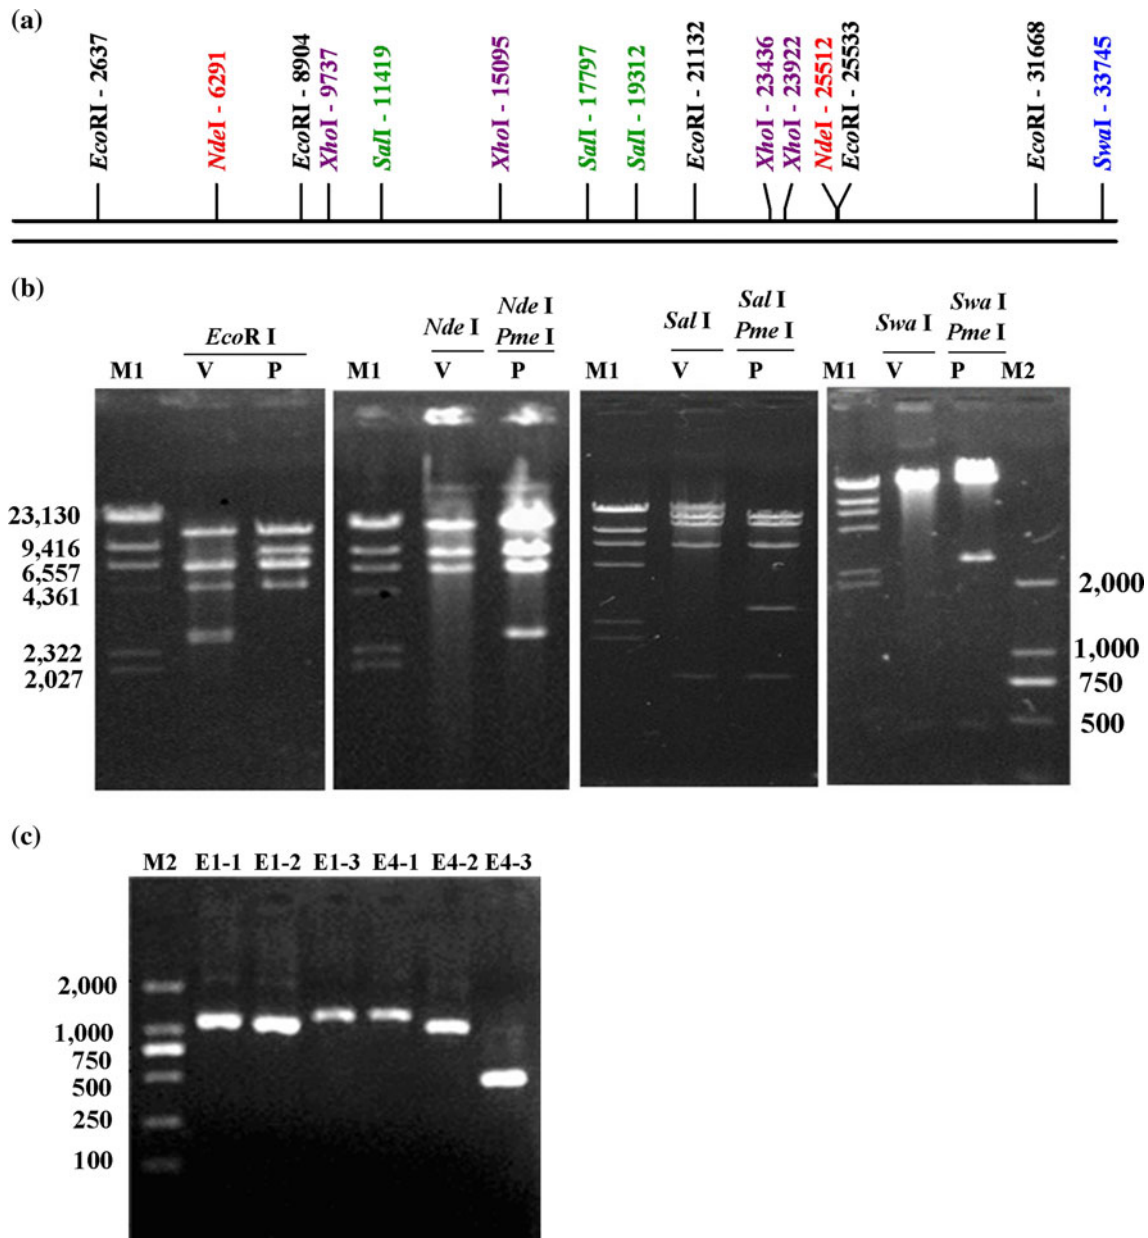 (a)
EcoRI - 2637
NdeI - 6291
EcoRI - 8904
XhoI - 9737
SalI - 11419
XhoI - 15095
SalI - 17797
SalI - 19312
EcoRI - 21132
XhoI - 23436
XhoI - 23922
NdeI - 25512
EcoRI - 25533
EcoRI - 31668
SwaI - 33745
(b)
EcoR I
Nde I
Nde I
Pme I
Sal I
Sal I
Pme I
Swa I
Swa I
Pme I
M1 V P M1 V P M1 V P M1 V P M2
23,130
9,416
6,557
4,361
2,322
2,027
2,000
1,000
750
500
(c)
M2 E1-1 E1-2 E1-3 E4-1 E4-2 E4-3
2,000
1,000
750
500
250
100